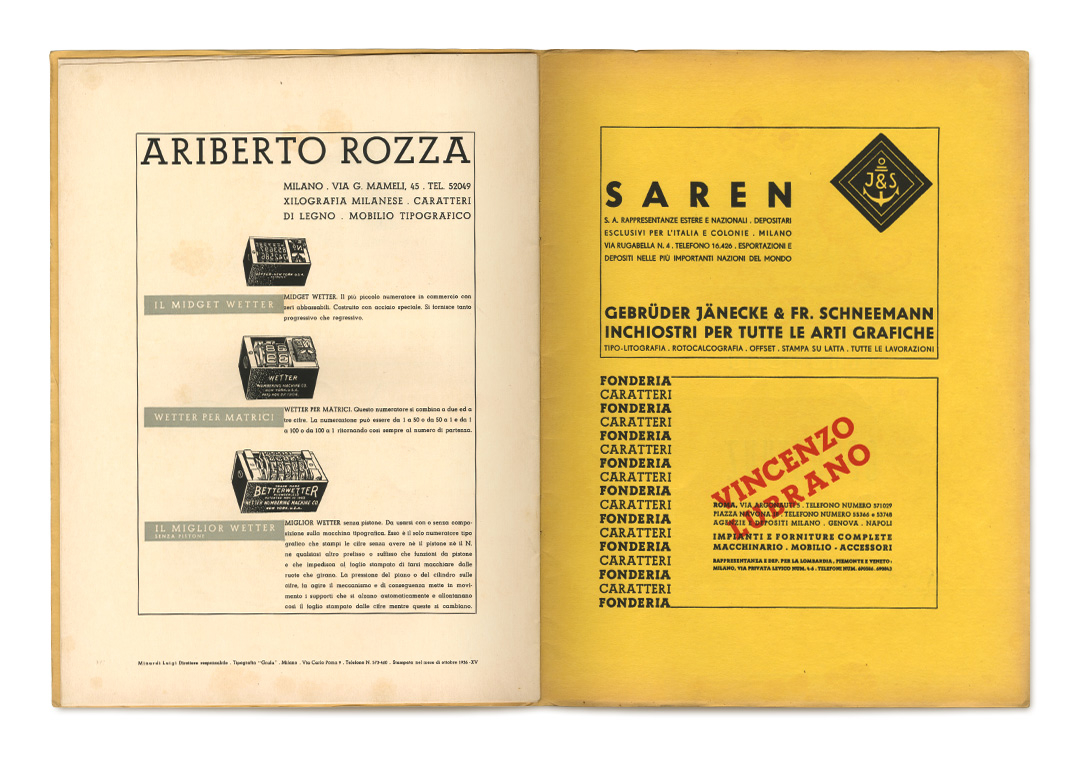 ARIBERTO ROZZA
MILANO . VIA G. MAMELI, 45 . TEL. 52049
XILOGRAFIA MILANESE . CARATTERI
DI LEGNO . MOBILIO TIPOGRAFICO
IL MIDGET WETTER
MIDGET WETTER. Il più piccolo numeratore in commercio con
zeri abbassabili. Costruito con acciaio speciale. Si fornisce tanto
progressivo che regressivo.
WETTER
NUMBERING MACHINE CO.
NEW YORK U.S.A.
WETTER PER MATRICI
WETTER PER MATRICI. Questo numeratore si combina a due ed a
tre cifre. La numerazione può essere da 1 a 50 o da 50 a 1 e da 1
a 100 o da 100 a 1 ritornando così sempre al numero di partenza.
TRADE MARK
BETTERWETTER
WETTER NUMBERING MACHINE CO
NEW YORK, U.S.A.
IL MIGLIOR WETTER
SENZA PISTONE
MIGLIOR WETTER senza pistone. Da usarsi con o senza compo-
sizione sulla macchina tipografica. Esso è il solo numeratore tipo
grafico che stampi le cifre senza avere nè il pistone nè il N.
nè qualsiasi altro prefisso o suffisso che funzioni da pistone
e che impedisca al foglio stampato di farsi macchiare dalle
ruote che girano. La pressione del piano o del cilindro sulle
cifre, fa agire il meccanismo e di conseguenza mette in movi-
mento i supporti che si alzano automaticamente e allontanano
così il foglio stampato dalle cifre mentre queste si cambiano.
Minardi Luigi Direttore responsabile . Tipografia "Gaula" . Milano . Via Carlo Poma 9 . Telefono N. . Stampato nel mese di ottobre 1936 - XV
J&S
SAREN
S. A. RAPPRESENTANZE ESTERE E NAZIONALI . DEPOSITARI
ESCLUSIVI PER L'ITALIA E COLONIE . MILANO
VIA RUGABELLA N. 4 . TELEFONO 16.426 . ESPORTAZIONI E
DEPOSITI NELLE PIÙ IMPORTANTI NAZIONI DEL MONDO
GEBRÜDER JÄNECKE & FR. SCHNEEMANN
INCHIOSTRI PER TUTTE LE ARTI GRAFICHE
TIPO-LITOGRAFIA . ROTOCALCOGRAFIA . OFFSET . STAMPA SU LATTA . TUTTE LE LAVORAZIONI
FONDERIA
CARATTERI
FONDERIA
CARATTERI
FONDERIA
CARATTERI
FONDERIA
CARATTERI
FONDERIA
CARATTERI
FONDERIA
CARATTERI
FONDERIA
CARATTERI
FONDERIA
CARATTERI
FONDERIA
VINCENZO
LUBRANO
ROMA, VIA 5 . TELEFONO NUMERO 571029
PIAZZA NAVONA TELEFONO NUMERO 55366 e 53748
AGENZIE DEPOSITI MILANO . GENOVA . NAPOLI
IMPIANTI E FORNITURE COMPLETE
MACCHINARIO . MOBILIO - ACCESSORI
RAPPRESENTANZA E DEP. PER LA LOMBARDIA . PIEMONTE E VENETO:
MILANO, VIA PRIVATA LEVICO NUM. 4-6 . TELEFONI NUM.